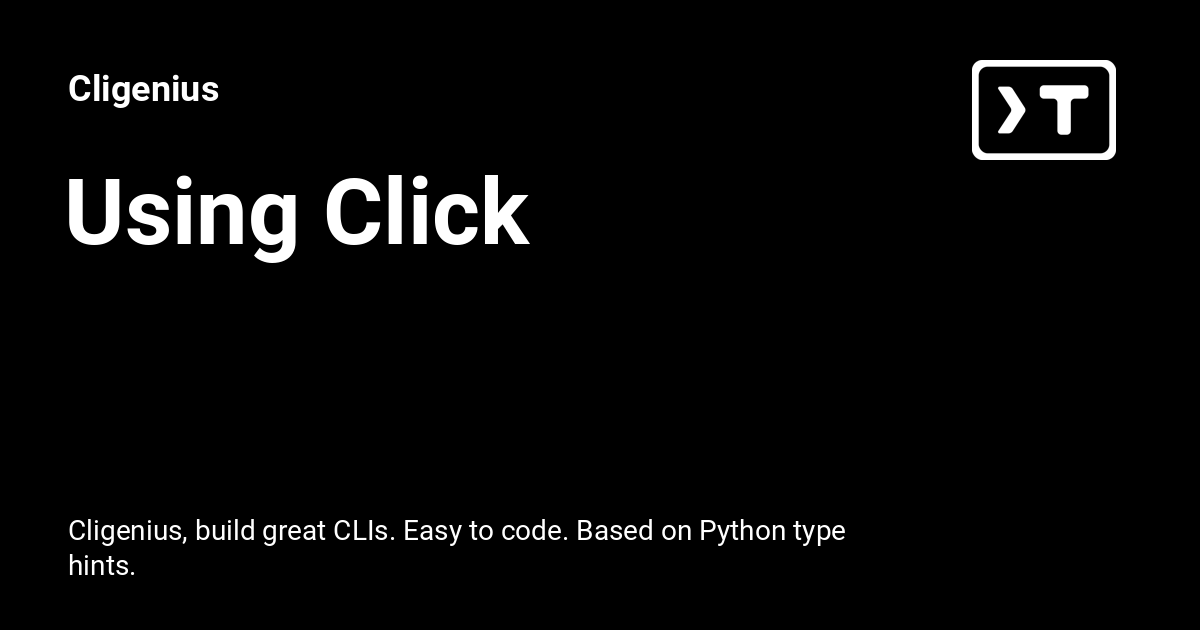 Cligenius
Using Click
Cligenius, build great CLIs. Easy to code. Based on Python type
hints.
❯T